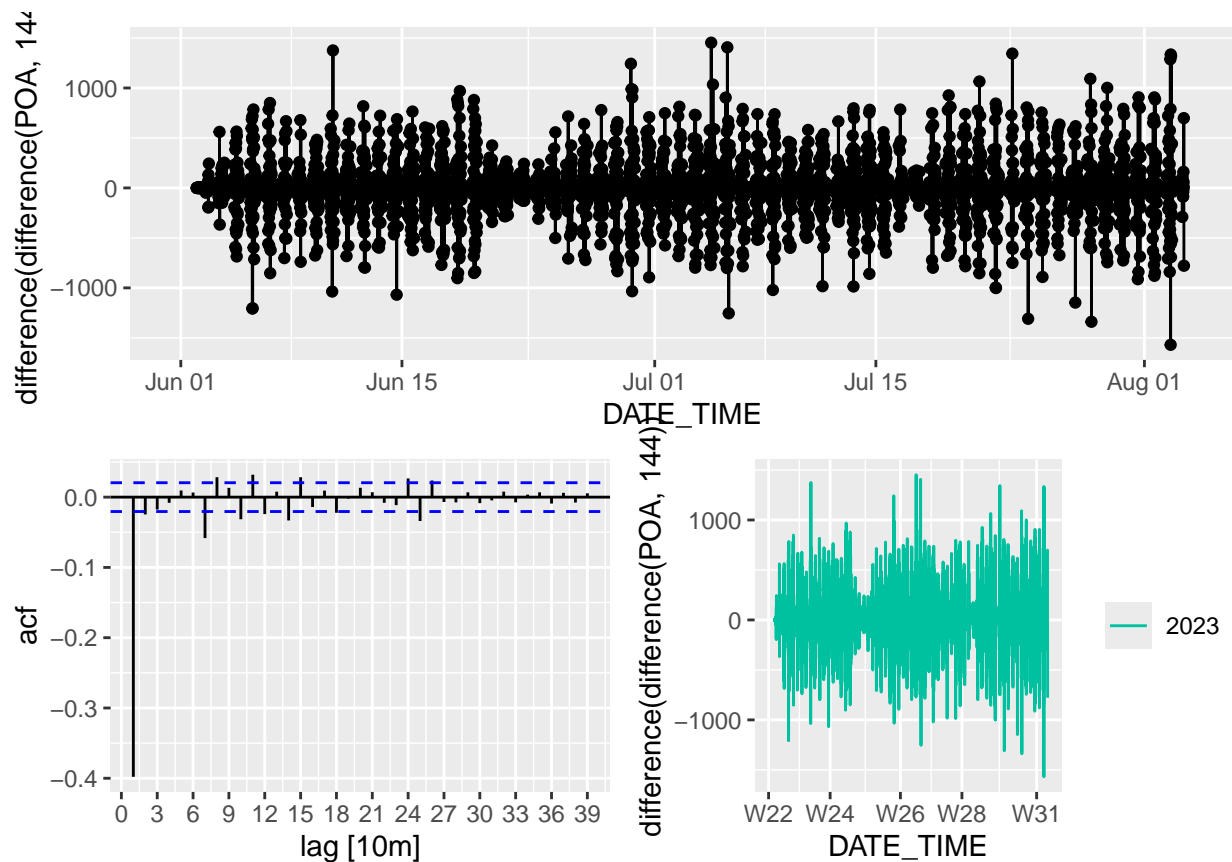 difference(difference(POA, 144
1000
0
−1000
Jun 01 Jun 15 Jul 01 Jul 15 Aug 01
DATE_TIME
acf
0.0
−0.1
−0.2
−0.3
−0.4
0 3 6 9 12 15 18 21 24 27 30 33 36 39
lag [10m]
difference(difference(POA, 144))
1000
0
−1000
W22 W24 W26 W28 W31
DATE_TIME
2023